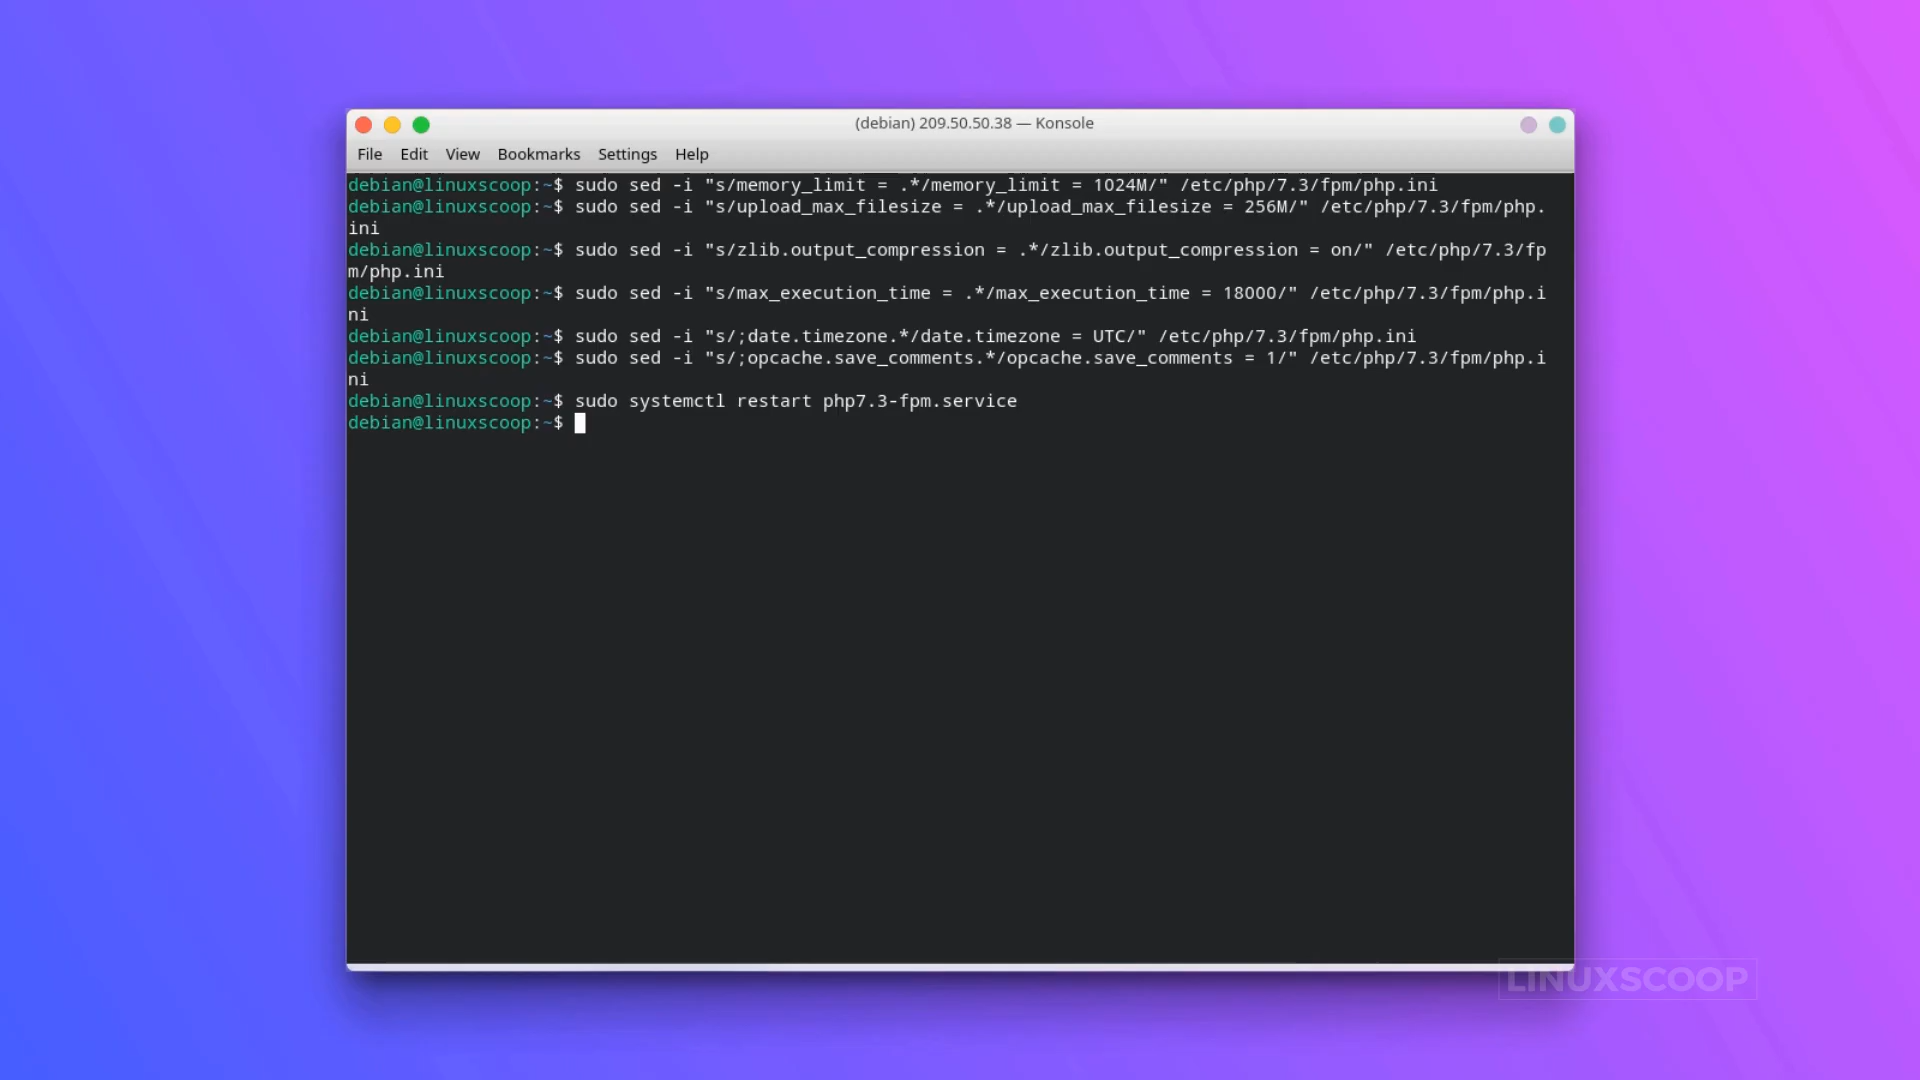 (debian) 209.50.50.38 — Konsole
File Edit View Bookmarks Settings Help
debian@linuxscoop:~$ sudo sed -i "s/memory_limit = .*/memory_limit = 1024M/" /etc/php/7.3/fpm/php.ini
debian@linuxscoop:~$ sudo sed -i "s/upload_max_filesize = .*/upload_max_filesize = 256M/" /etc/php/7.3/fpm/php.
ini
debian@linuxscoop:~$ sudo sed -i "s/zlib.output_compression = .*/zlib.output_compression = on/" /etc/php/7.3/fp
m/php.ini
debian@linuxscoop:~$ sudo sed -i "s/max_execution_time = .*/max_execution_time = 18000/" /etc/php/7.3/fpm/php.i
ni
debian@linuxscoop:~$ sudo sed -i "s/;date.timezone.*/date.timezone = UTC/" /etc/php/7.3/fpm/php.ini
debian@linuxscoop:~$ sudo sed -i "s/;opcache.save_comments.*/opcache.save_comments = 1/" /etc/php/7.3/fpm/php.i
ni
debian@linuxscoop:~$ sudo systemctl restart php7.3-fpm.service
debian@linuxscoop:~$
LINUXSCOOP